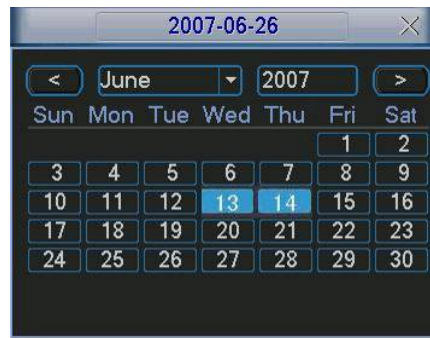 2007-06-26
< June 2007 >
Sun Mon Tue Wed Thu Fri Sat
1 2
3 4 5 6 7 8 9
10 11 12 13 14 15 16
17 18 19 20 21 22 23
24 25 26 27 28 29 30